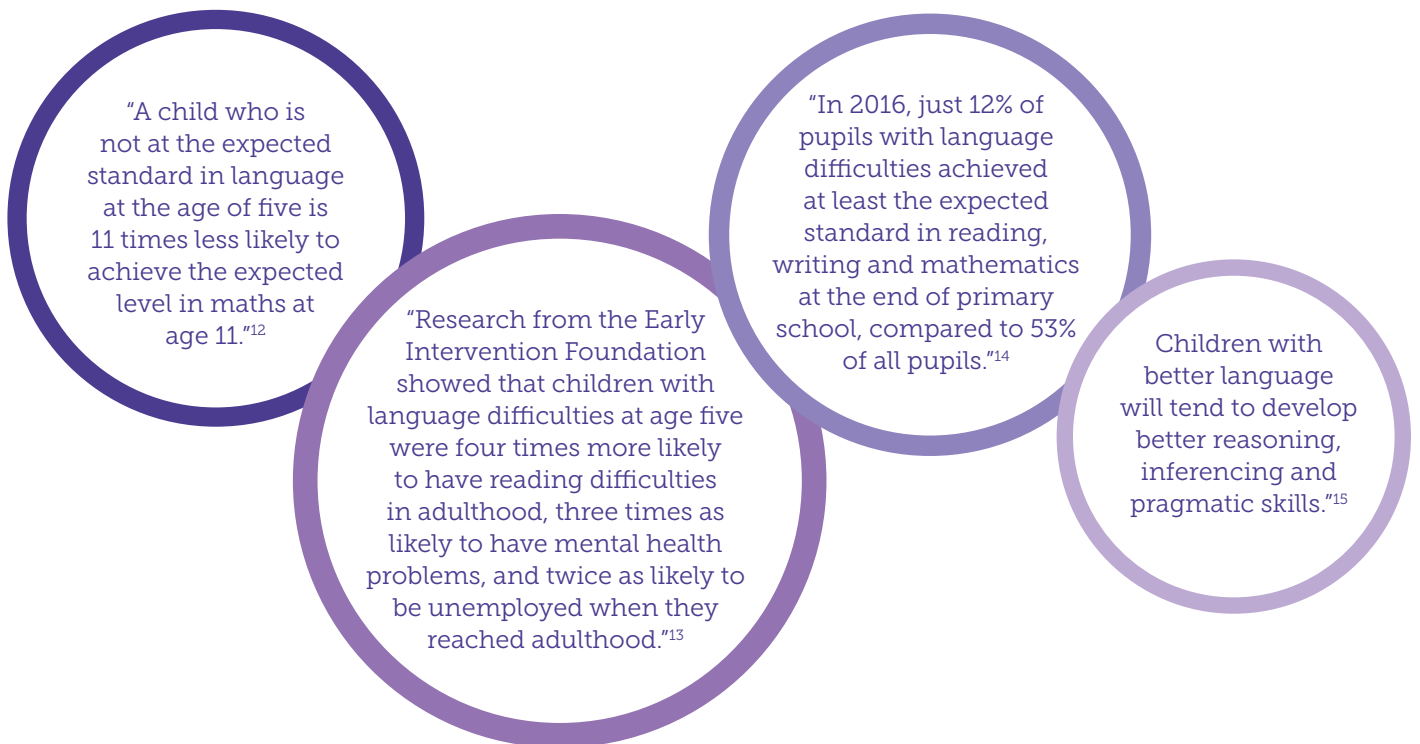 “A child who is
not at the expected
standard in language
at the age of five is
11 times less likely to
achieve the expected
level in maths at
age 11.”12
“Research from the Early
Intervention Foundation
showed that children with
language difficulties at age five
were four times more likely
to have reading difficulties
in adulthood, three times as
likely to have mental health
problems, and twice as likely to
be unemployed when they
reached adulthood.”13
“In 2016, just 12% of
pupils with language
difficulties achieved
at least the expected
standard in reading,
writing and mathematics
at the end of primary
school, compared to 53%
of all pupils.”14
Children with
better language
will tend to develop
better reasoning,
inferencing and
pragmatic skills.”15